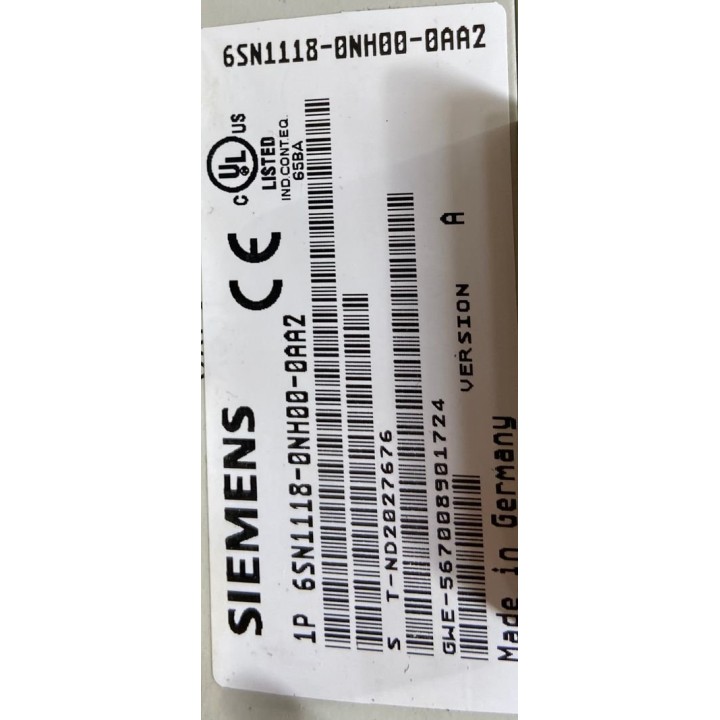 6SN1118-0NH00-0AA2
SIEMENS
CE
C UL US
LISTED
IND.CONT.EQ.
65BA
1P 6SN1118-0NH00-0AA2
S T-ND2027676
GWE-567008901724 VERSION A
Made in Germany